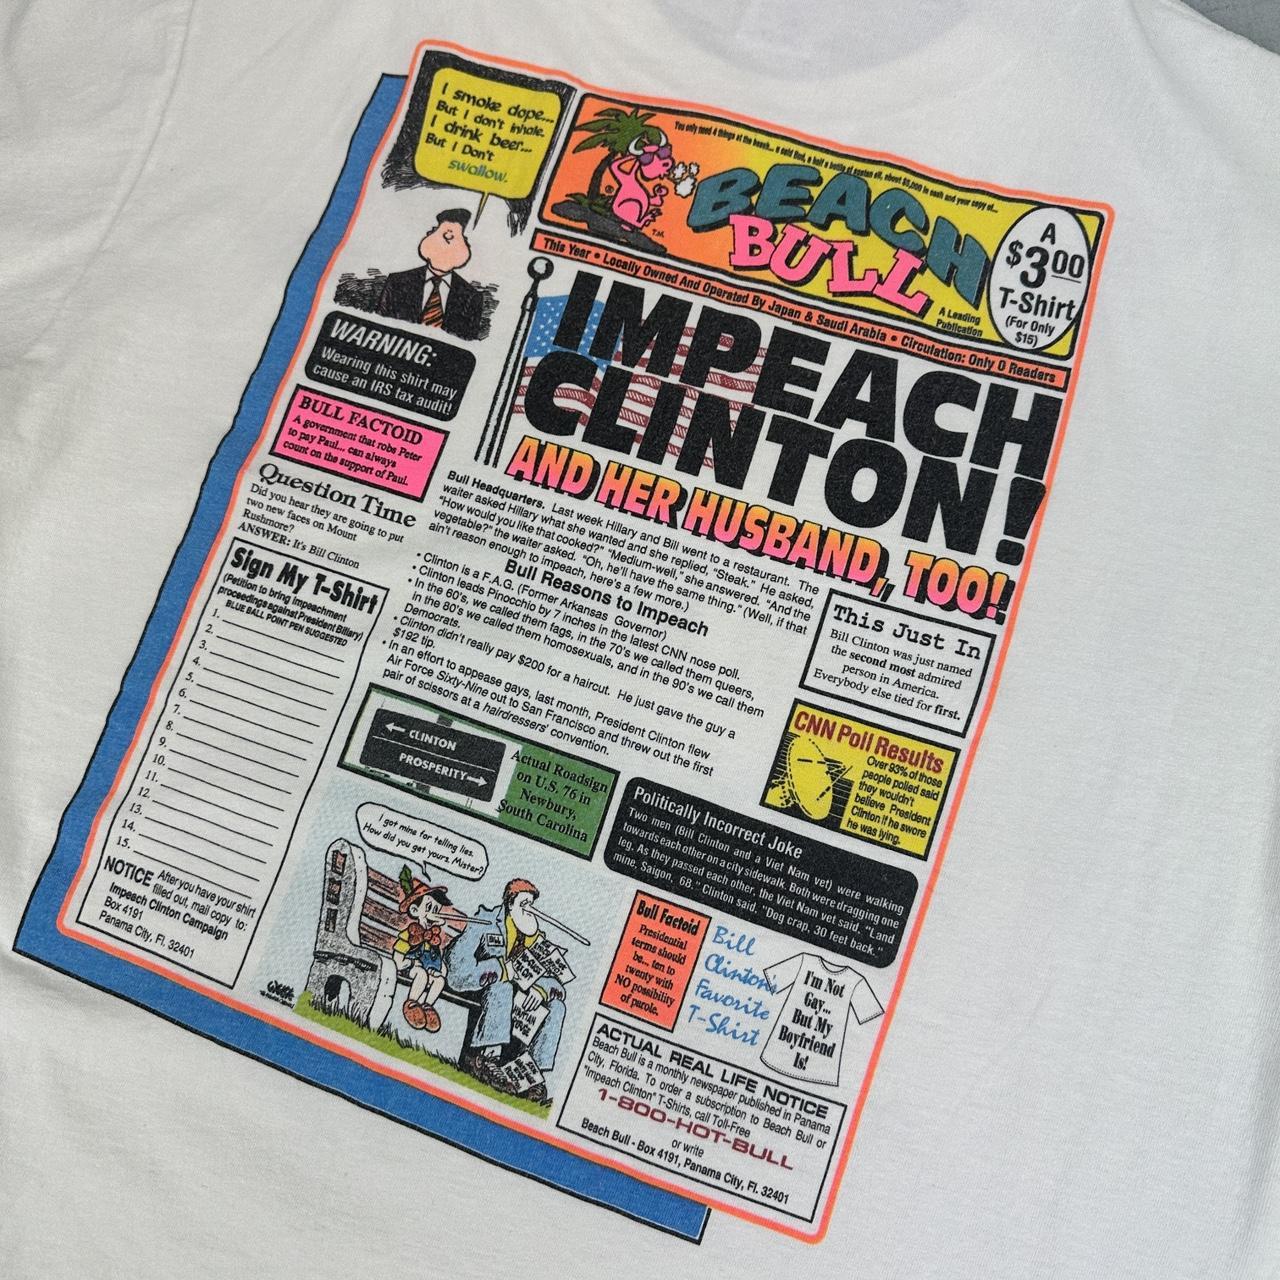 I smoke dope...
But I don't inhale.
I drink beer...
But I Don't
swallow.
You only need 4 things at the beach... a
cold
bottle of
oil, about $5,000 in cash and your copy of...
BEACH
BULL
T.M.
A Leading
Publication
A
$3.00
T-Shirt
(For Only
$15)
This Year • Locally Owned And Operated By Japan & Saudi Arabia • Circulation: Only 0 Readers
IMPEACH
CLINTON!
AND HER HUSBAND, TOO!
WARNING:
Wearing this shirt may
cause an IRS tax audit!
BULL FACTOID
A government that robs Peter
to pay Paul... can always
count on the support of Paul.
Question Time
Did you hear they are going to put
two new faces on Mount
Rushmore?
ANSWER: It's Bill Clinton
Sign My T-Shirt
(Petition to bring impeachment
proceedings against President Billary)
BLUE BALL POINT PEN SUGGESTED
1.
2.
3.
4.
5.
6.
7.
8.
9.
10.
11.
12.
13.
14.
15.
NOTICE After you have your shirt
filled out, mail copy to:
Impeach Clinton Campaign
Box 4191
Panama City, Fl. 32401
Bull Headquarters. Last week Hillary and Bill went to a restaurant. The
waiter asked Hillary what she wanted and she replied, "Steak." He asked,
"How would you like that cooked?" "Medium-well," she answered. "And the
vegetable?" the waiter asked. "Oh, he'll have the same thing." (Well, if that
ain't reason enough to impeach, here's a few more.)
Bull Reasons to Impeach
• Clinton is a F.A.G. (Former Arkansas Governor)
• Clinton leads Pinocchio by 7 inches in the latest CNN nose poll.
• In the 60's, we called them fags, in the 70's we called them queers,
in the 80's we called them homosexuals, and in the 90's we call them
Democrats.
• Clinton didn't really pay $200 for a haircut. He just gave the guy a
$192 tip.
• In an effort to appease gays, last month, President Clinton flew
Air Force Sixty-Nine out to San Francisco and threw out the first
pair of scissors at a hairdressers' convention.
This Just In
Bill Clinton was just named
the second most admired
person in America.
Everybody else tied for first.
CNN Poll Results
Over 93% of those
people polled said
they wouldn't
believe President
Clinton if he swore
he was lying.
CLINTON
PROSPERITY
Actual Roadsign
on U.S. 76 in
Newbury,
South Carolina
Politically Incorrect Joke
Two men (Bill Clinton and a Viet Nam vet) were walking
towards each other on a city sidewalk. Both were dragging one
leg. As they passed each other, the Viet Nam vet said, "Land
mine, Saigon, 68." Clinton said, "Dog crap, 30 feet back."
I got mine for telling lies.
How did you get yours, Mister?
BILL
Bull Factoid
Presidential
terms should
be... ten to
twenty with
NO possibility
of parole.
Bill
Clinton's
Favorite
T-Shirt
I'm Not
Gay...
But My
Boyfriend
Is!
ACTUAL REAL LIFE NOTICE
Beach Bull is a monthly newspaper published in Panama
City, Florida. To order a subscription to Beach Bull or
"Impeach Clinton" T-Shirts, call Toll-Free
1-800-HOT-BULL
or write
Beach Bull - Box 4191, Panama City, Fl. 32401